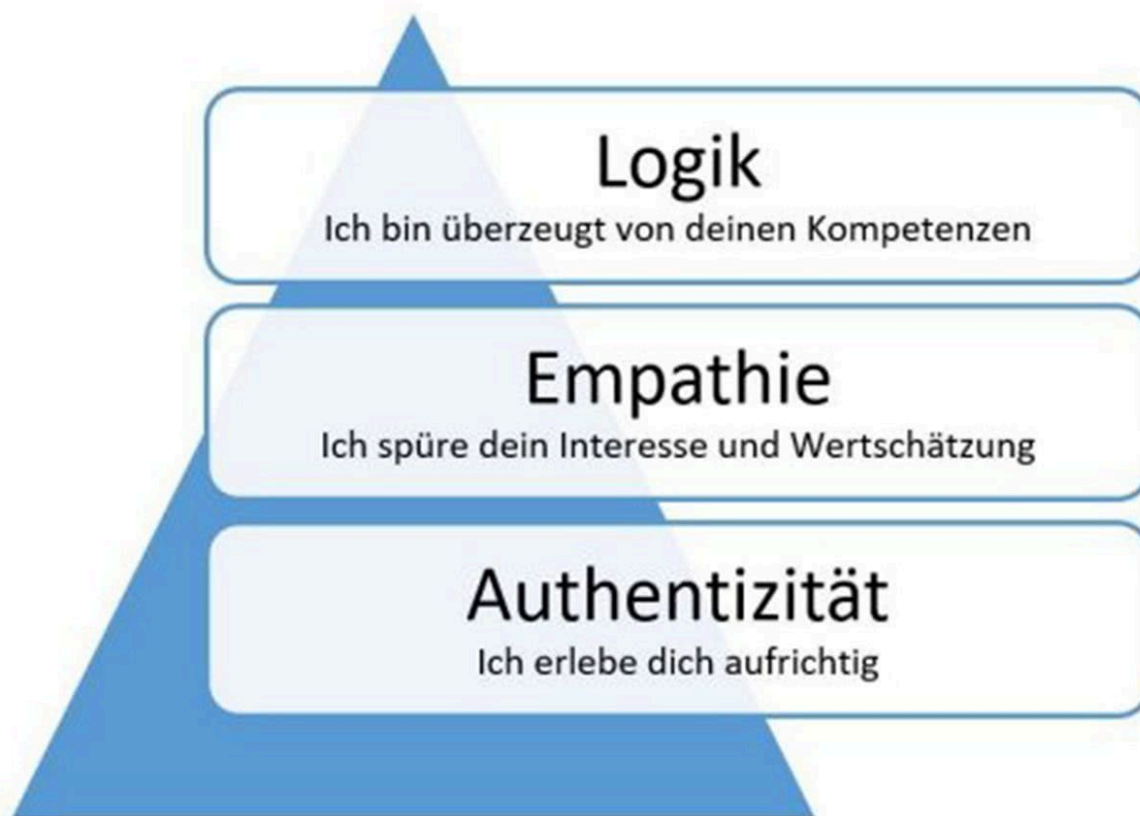 Logik
Ich bin überzeugt von deinen Kompetenzen
Empathie
Ich spüre dein Interesse und Wertschätzung
Authentizität
Ich erlebe dich aufrichtig